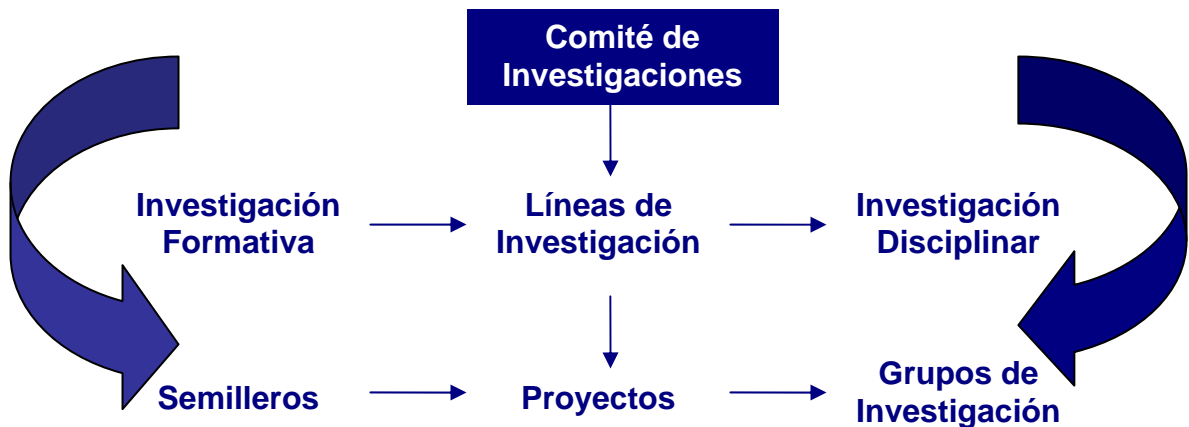 Comité de
Investigaciones
Investigación
Formativa
Líneas de
Investigación
Investigación
Disciplinar
Semilleros
Proyectos
Grupos de
Investigación